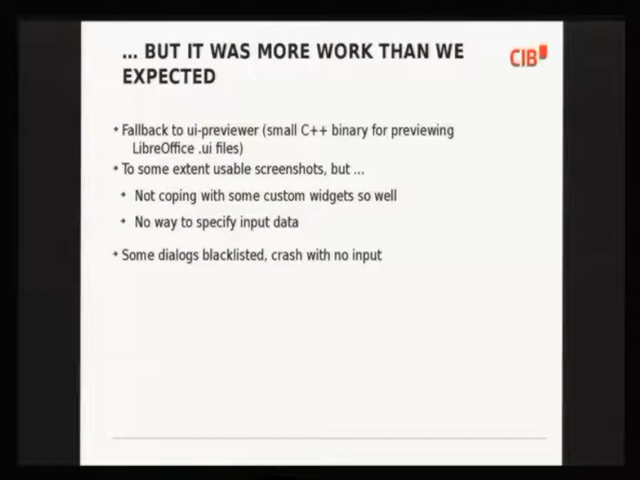 ... BUT IT WAS MORE WORK THAN WE
EXPECTED
CIB
Fallback to ui-previewer (small C++ binary for previewing
LibreOffice .ui files)
To some extent usable screenshots, but ...
Not coping with some custom widgets so well
No way to specify input data
Some dialogs blacklisted, crash with no input